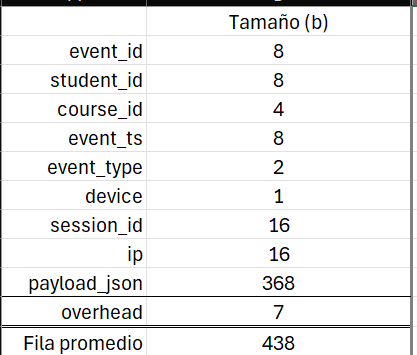 Tamaño (b)
event_id 8
student_id 8
course_id 4
event_ts 8
event_type 2
device 1
session_id 16
ip 16
payload_json 368
overhead 7
Fila promedio 438